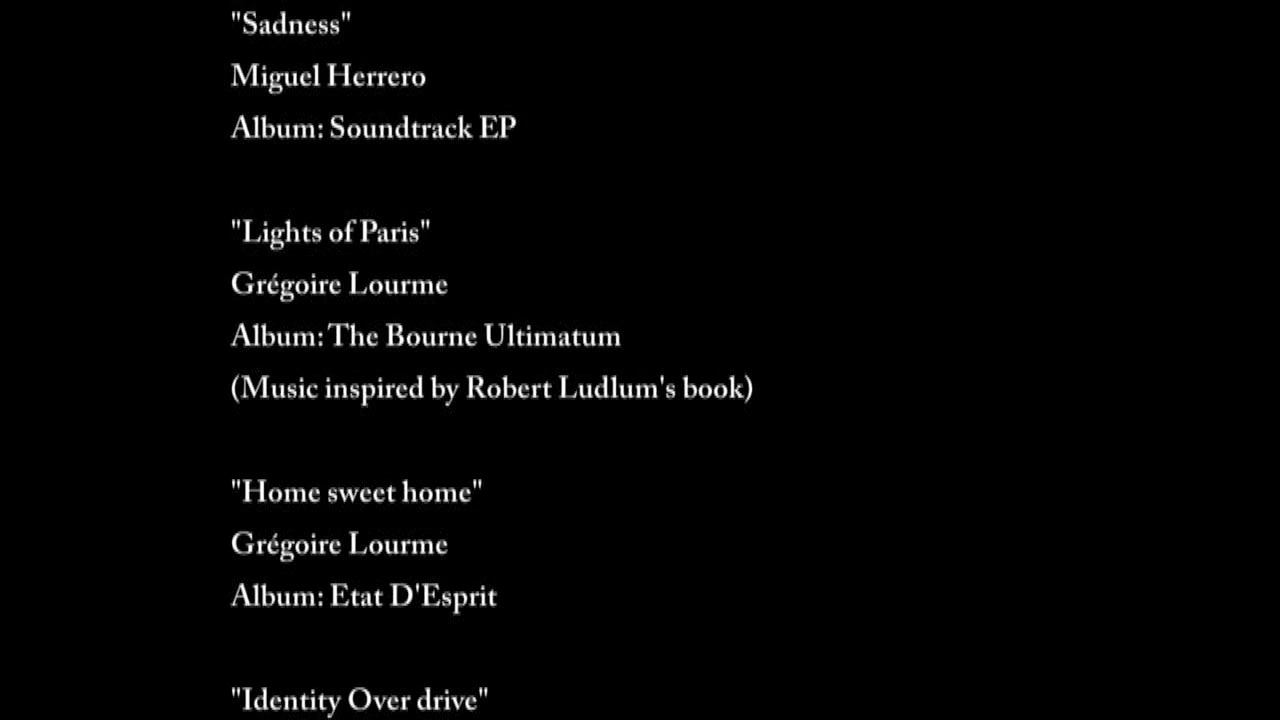 "Sadness"
Miguel Herrero
Album: Soundtrack EP
"Lights of Paris"
Grégoire Lourme
Album: The Bourne Ultimatum
(Music inspired by Robert Ludlum's book)
"Home sweet home"
Grégoire Lourme
Album: Etat D'Esprit
"Identity Over drive"